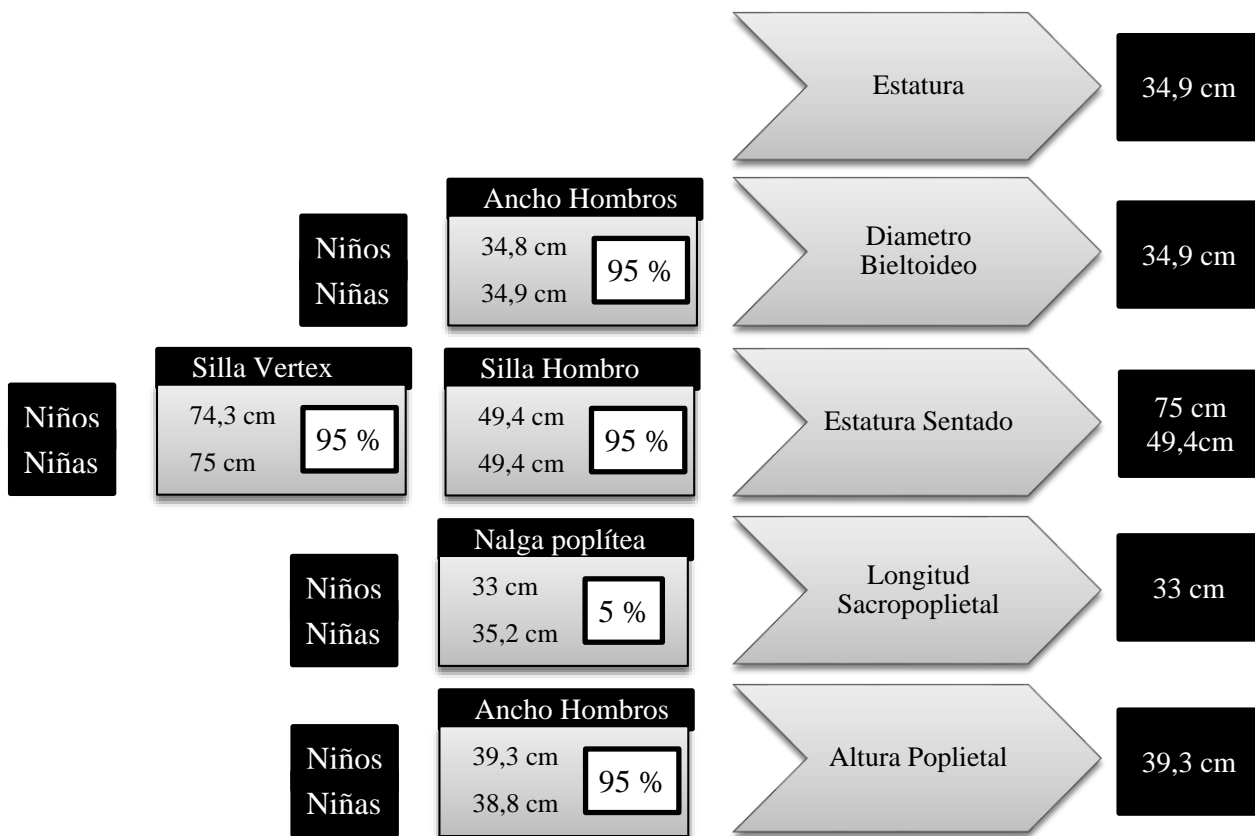 Estatura
34,9 cm
Niños
Niñas
Ancho Hombros
34,8 cm
34,9 cm
95 %
Diametro
Bieltoideo
34,9 cm
Niños
Niñas
Silla Vertex
74,3 cm
75 cm
95 %
Silla Hombro
49,4 cm
49,4 cm
95 %
Estatura Sentado
75 cm
49,4cm
Niños
Niñas
Nalga poplítea
33 cm
35,2 cm
5 %
Longitud
Sacropoplietal
33 cm
Niños
Niñas
Ancho Hombros
39,3 cm
38,8 cm
95 %
Altura Poplietal
39,3 cm